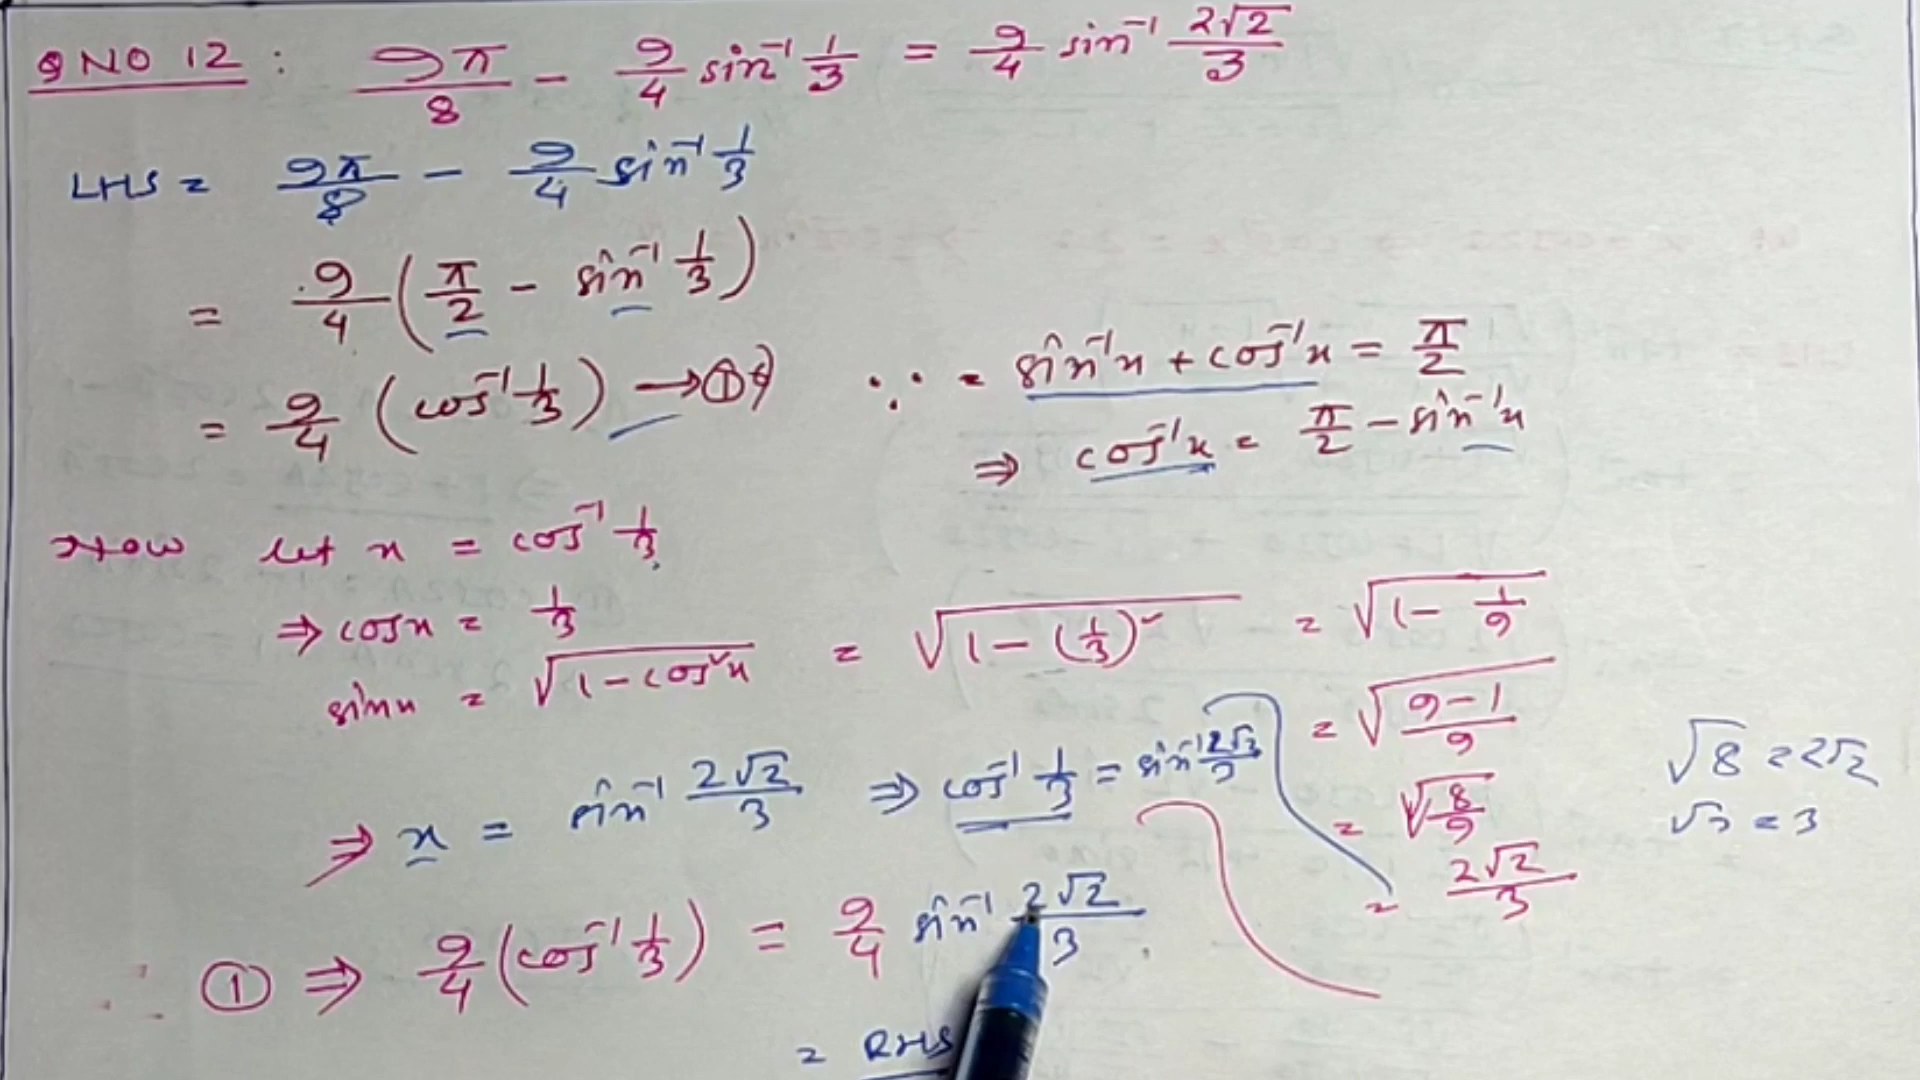 Q NO 12 : 9π/8 - 9/4 sin⁻¹ 1/3 = 9/4 sin⁻¹ 2√2/3
LHS = 9π/8 - 9/4 sin⁻¹ 1/3
= 9/4 (π/2 - sin⁻¹ 1/3)
= 9/4 (cos⁻¹ 1/3) → ①
∵ = sin⁻¹x + cos⁻¹x = π/2
⇒ cos⁻¹x = π/2 - sin⁻¹x
Now let x = cos⁻¹ 1/3
⇒ cosx = 1/3
sinx = √(1-cos²x) = √(1-(1/3)²) = √(1- 1/9)
= √((9-1)/9)
= √(8/9)
= 2√2/3
√8 = 2√2
√9 = 3
⇒ x = sin⁻¹ 2√2/3 ⇒ cos⁻¹ 1/3 = sin⁻¹ 2√2/3
∴ ① ⇒ 9/4 (cos⁻¹ 1/3) = 9/4 sin⁻¹ 2√2/3
= RHS